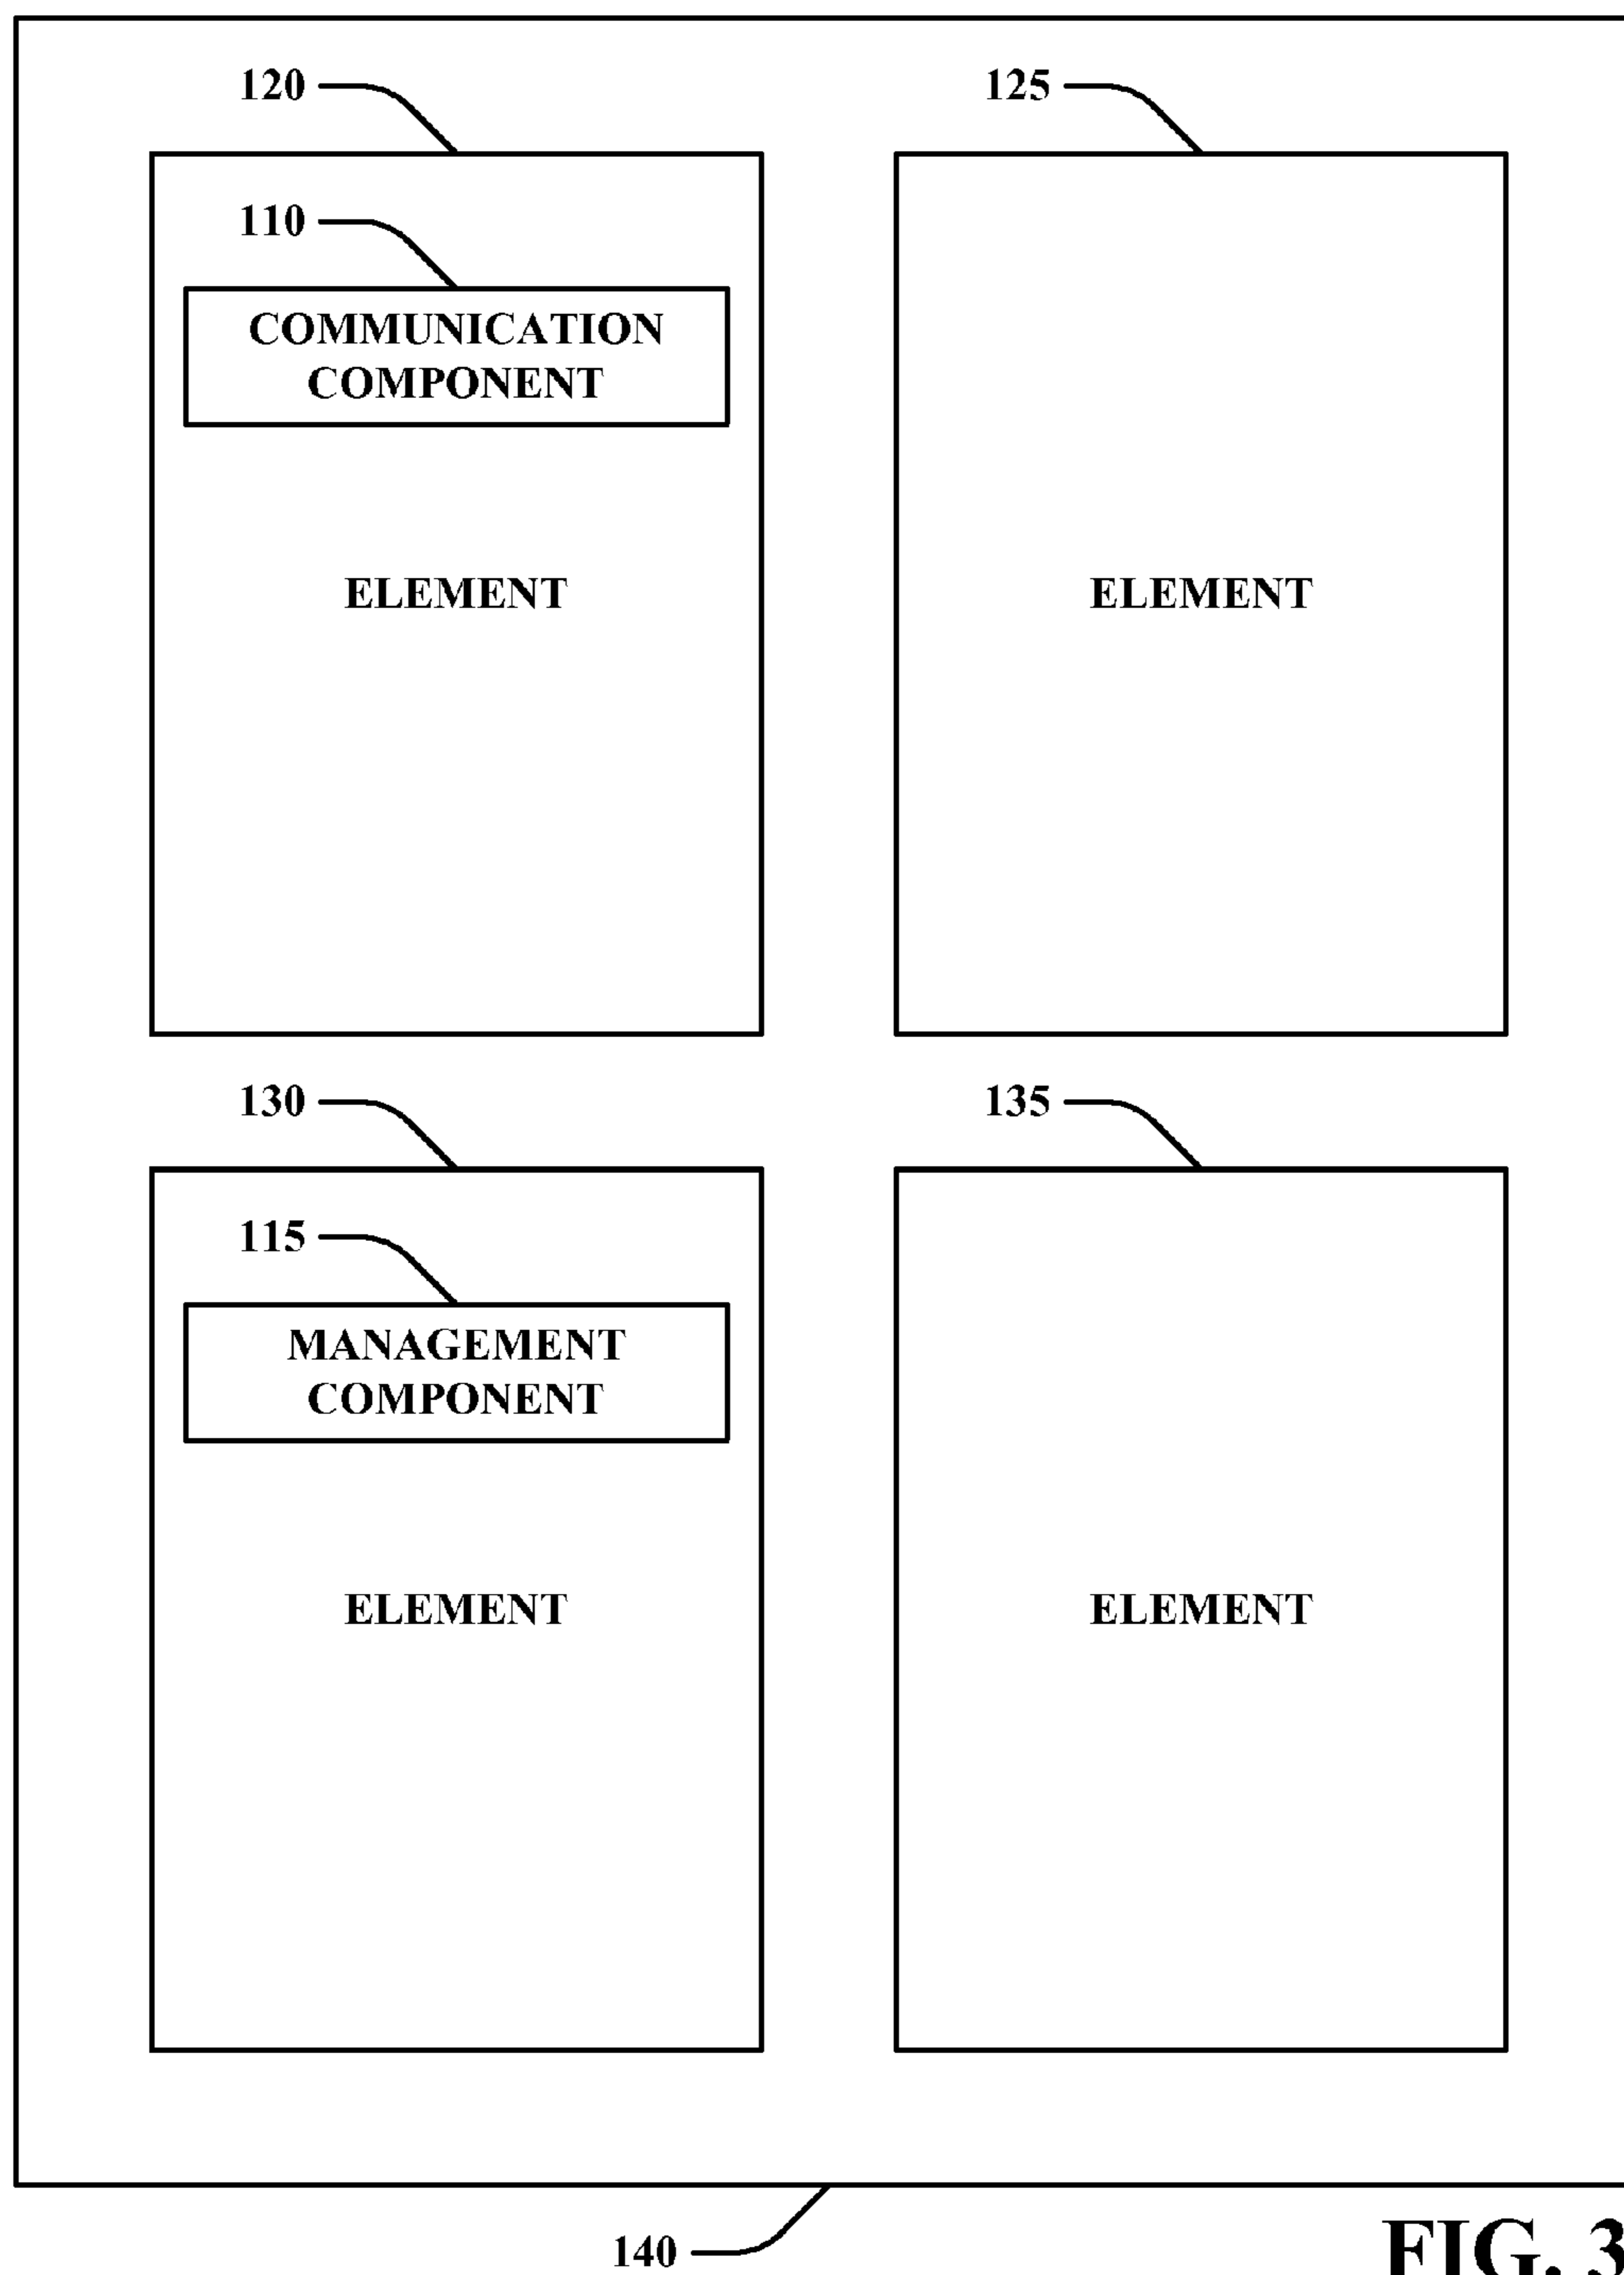 120
125
110
COMMUNICATION
COMPONENT
ELEMENT
ELEMENT
130
135
115
MANAGEMENT
COMPONENT
ELEMENT
ELEMENT
140
FIG. 3